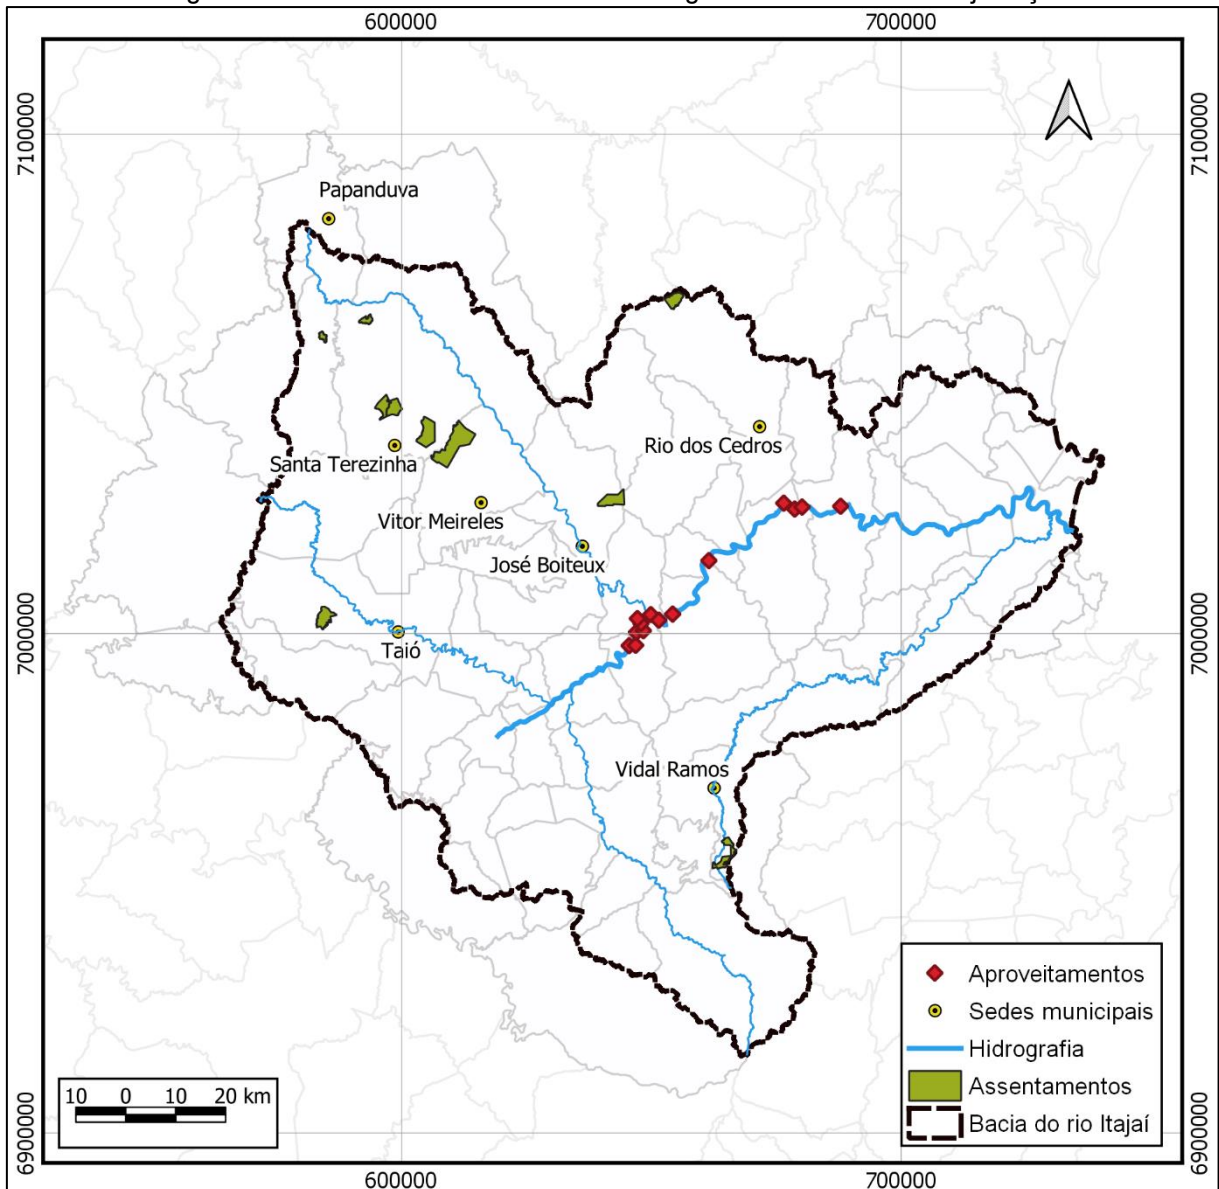 600000
700000
7100000
7100000
Papanduva
Rio dos Cedros
Santa Terezinha
Vitor Meireles
José Boiteux
7000000
7000000
Taió
Vidal Ramos
Aproveitamentos
Sedes municipais
Hidrografia
Assentamentos
Bacia do rio Itajaí
10 0 10 20 km
6900000
6900000
600000
700000